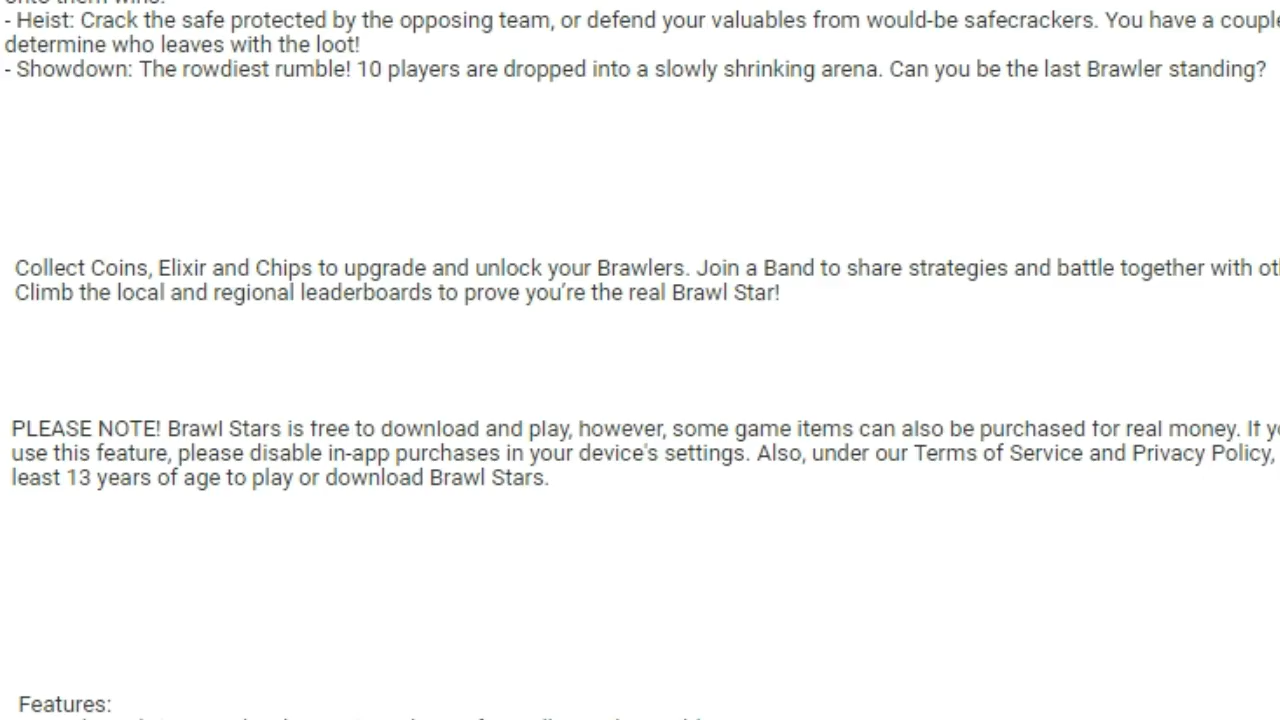 onto them wins.
- Heist: Crack the safe protected by the opposing team, or defend your valuables from would-be safecrackers. You have a couple
determine who leaves with the loot!
- Showdown: The rowdiest rumble! 10 players are dropped into a slowly shrinking arena. Can you be the last Brawler standing?
Collect Coins, Elixir and Chips to upgrade and unlock your Brawlers. Join a Band to share strategies and battle together with
Climb the local and regional leaderboards to prove you’re the real Brawl Star!
PLEASE NOTE! Brawl Stars is free to download and play, however, some game items can also be purchased for real money. If
use this feature, please disable in-app purchases in your device's settings. Also, under our Terms of Service and Privacy Policy,
least 13 years of age to play or download Brawl Stars.
Features: